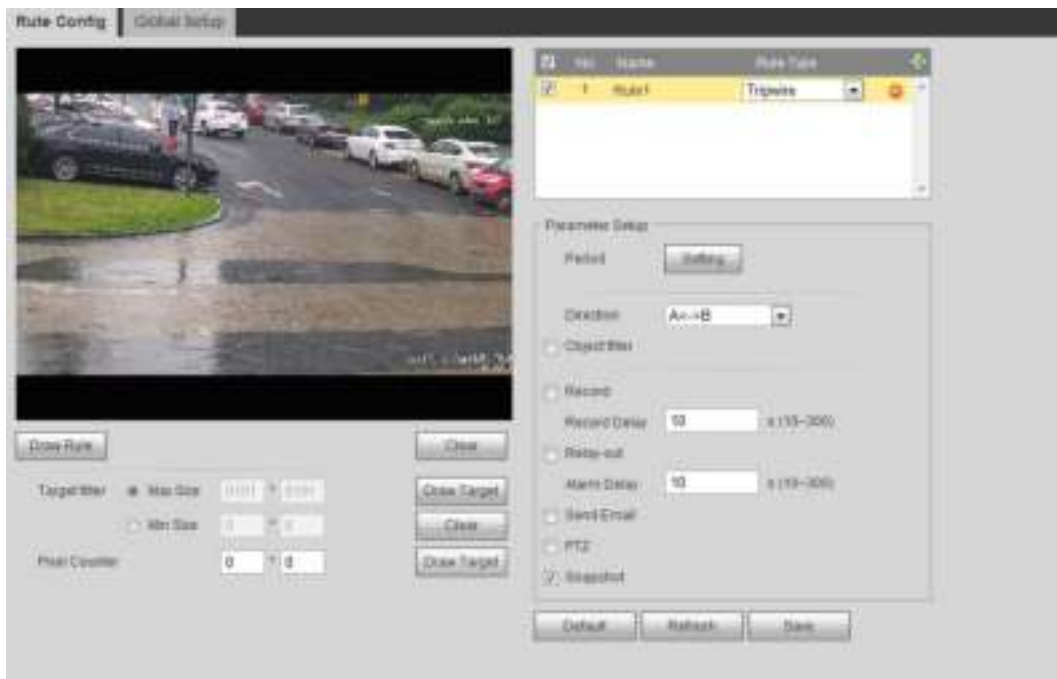 Rule Config Global Setup
No. Name Rule Type
1 Rule1 Tripwire
Parameter Setup
Period Setting
Direction A<->B
Object filter
Record
Record Delay 10 s (10~300)
Relay-out
Alarm Delay 10 s (10~300)
Send Email
PTZ
Snapshot
Default Refresh Save
Draw Rule Clear
Target filter Max Size * Draw Target
Min Size 0 * 0 Clear
Pixel Counter 0 * 0 Draw Target